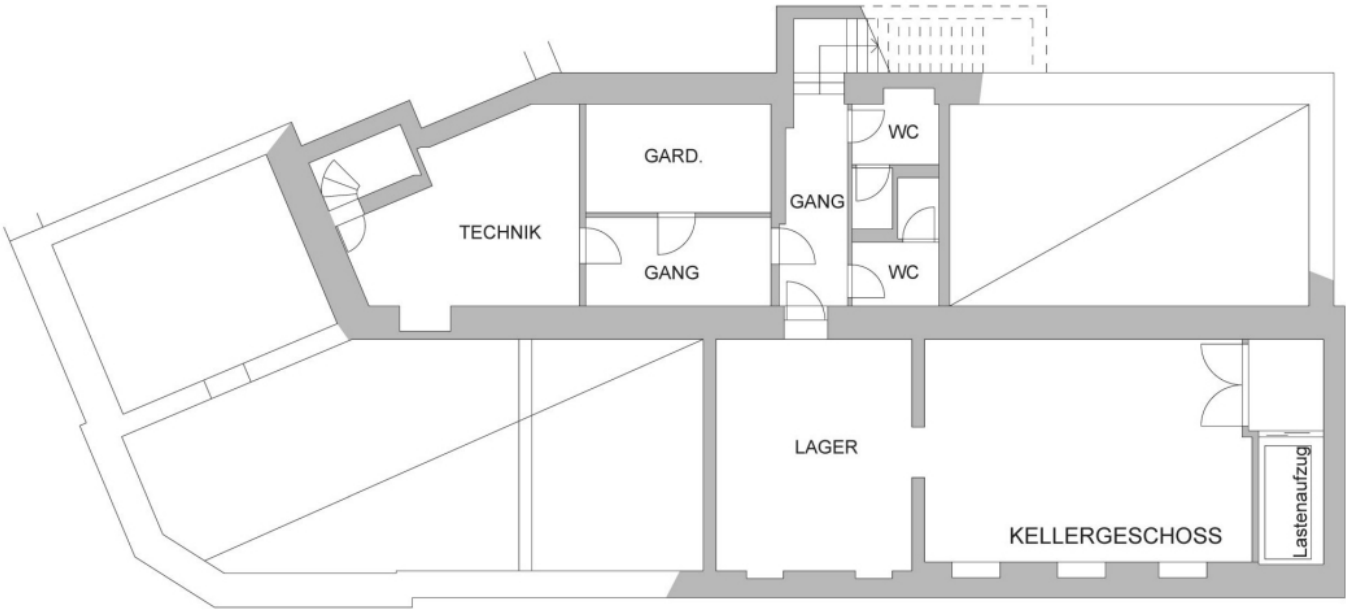 WC
GARD.
GANG
TECHNIK
GANG
WC
LAGER
Lastenaufzug
KELLERGESCHOSS